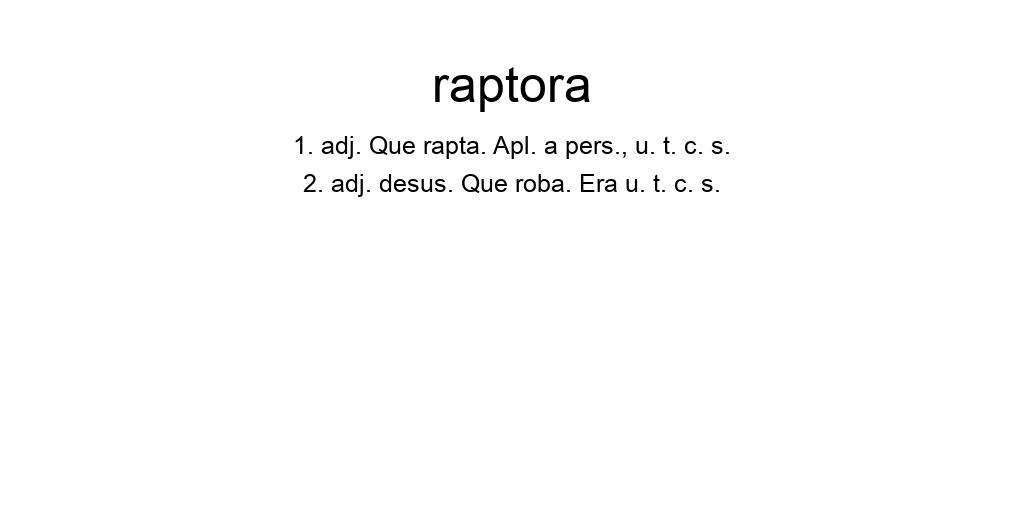 raptora
1. adj. Que rapta. Apl. a pers., u. t. c. s.
2. adj. desus. Que roba. Era u. t. c. s.